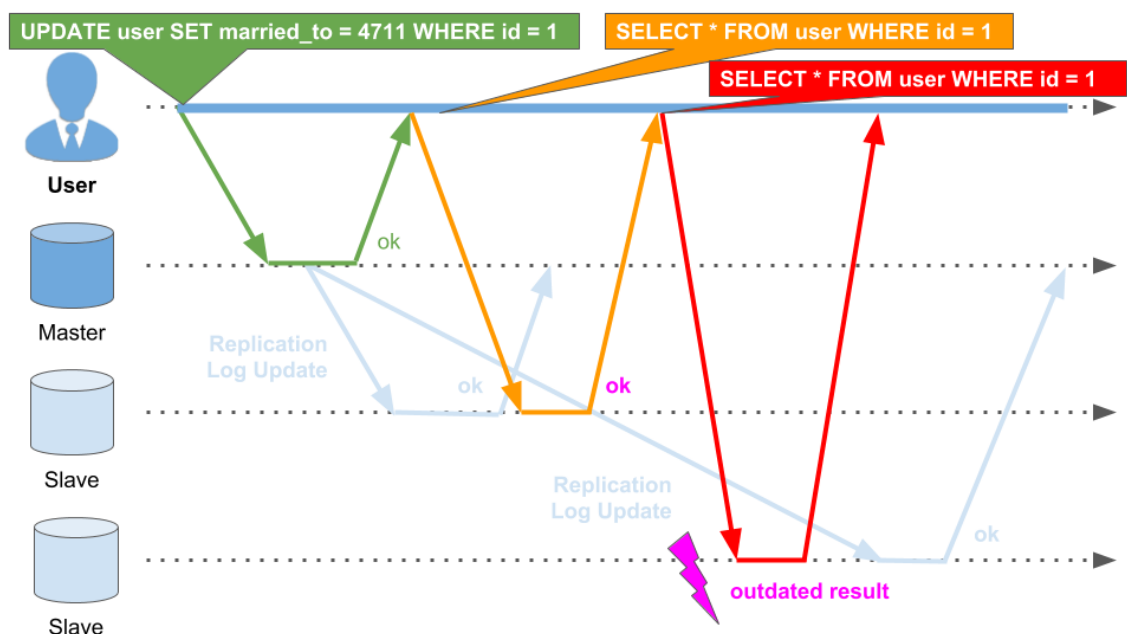 UPDATE user SET married_to = 4711 WHERE id = 1
SELECT * FROM user WHERE id = 1
SELECT * FROM user WHERE id = 1
User
ok
Master
Replication
Log Update
ok
ok
Slave
Replication
Log Update
ok
outdated result
Slave